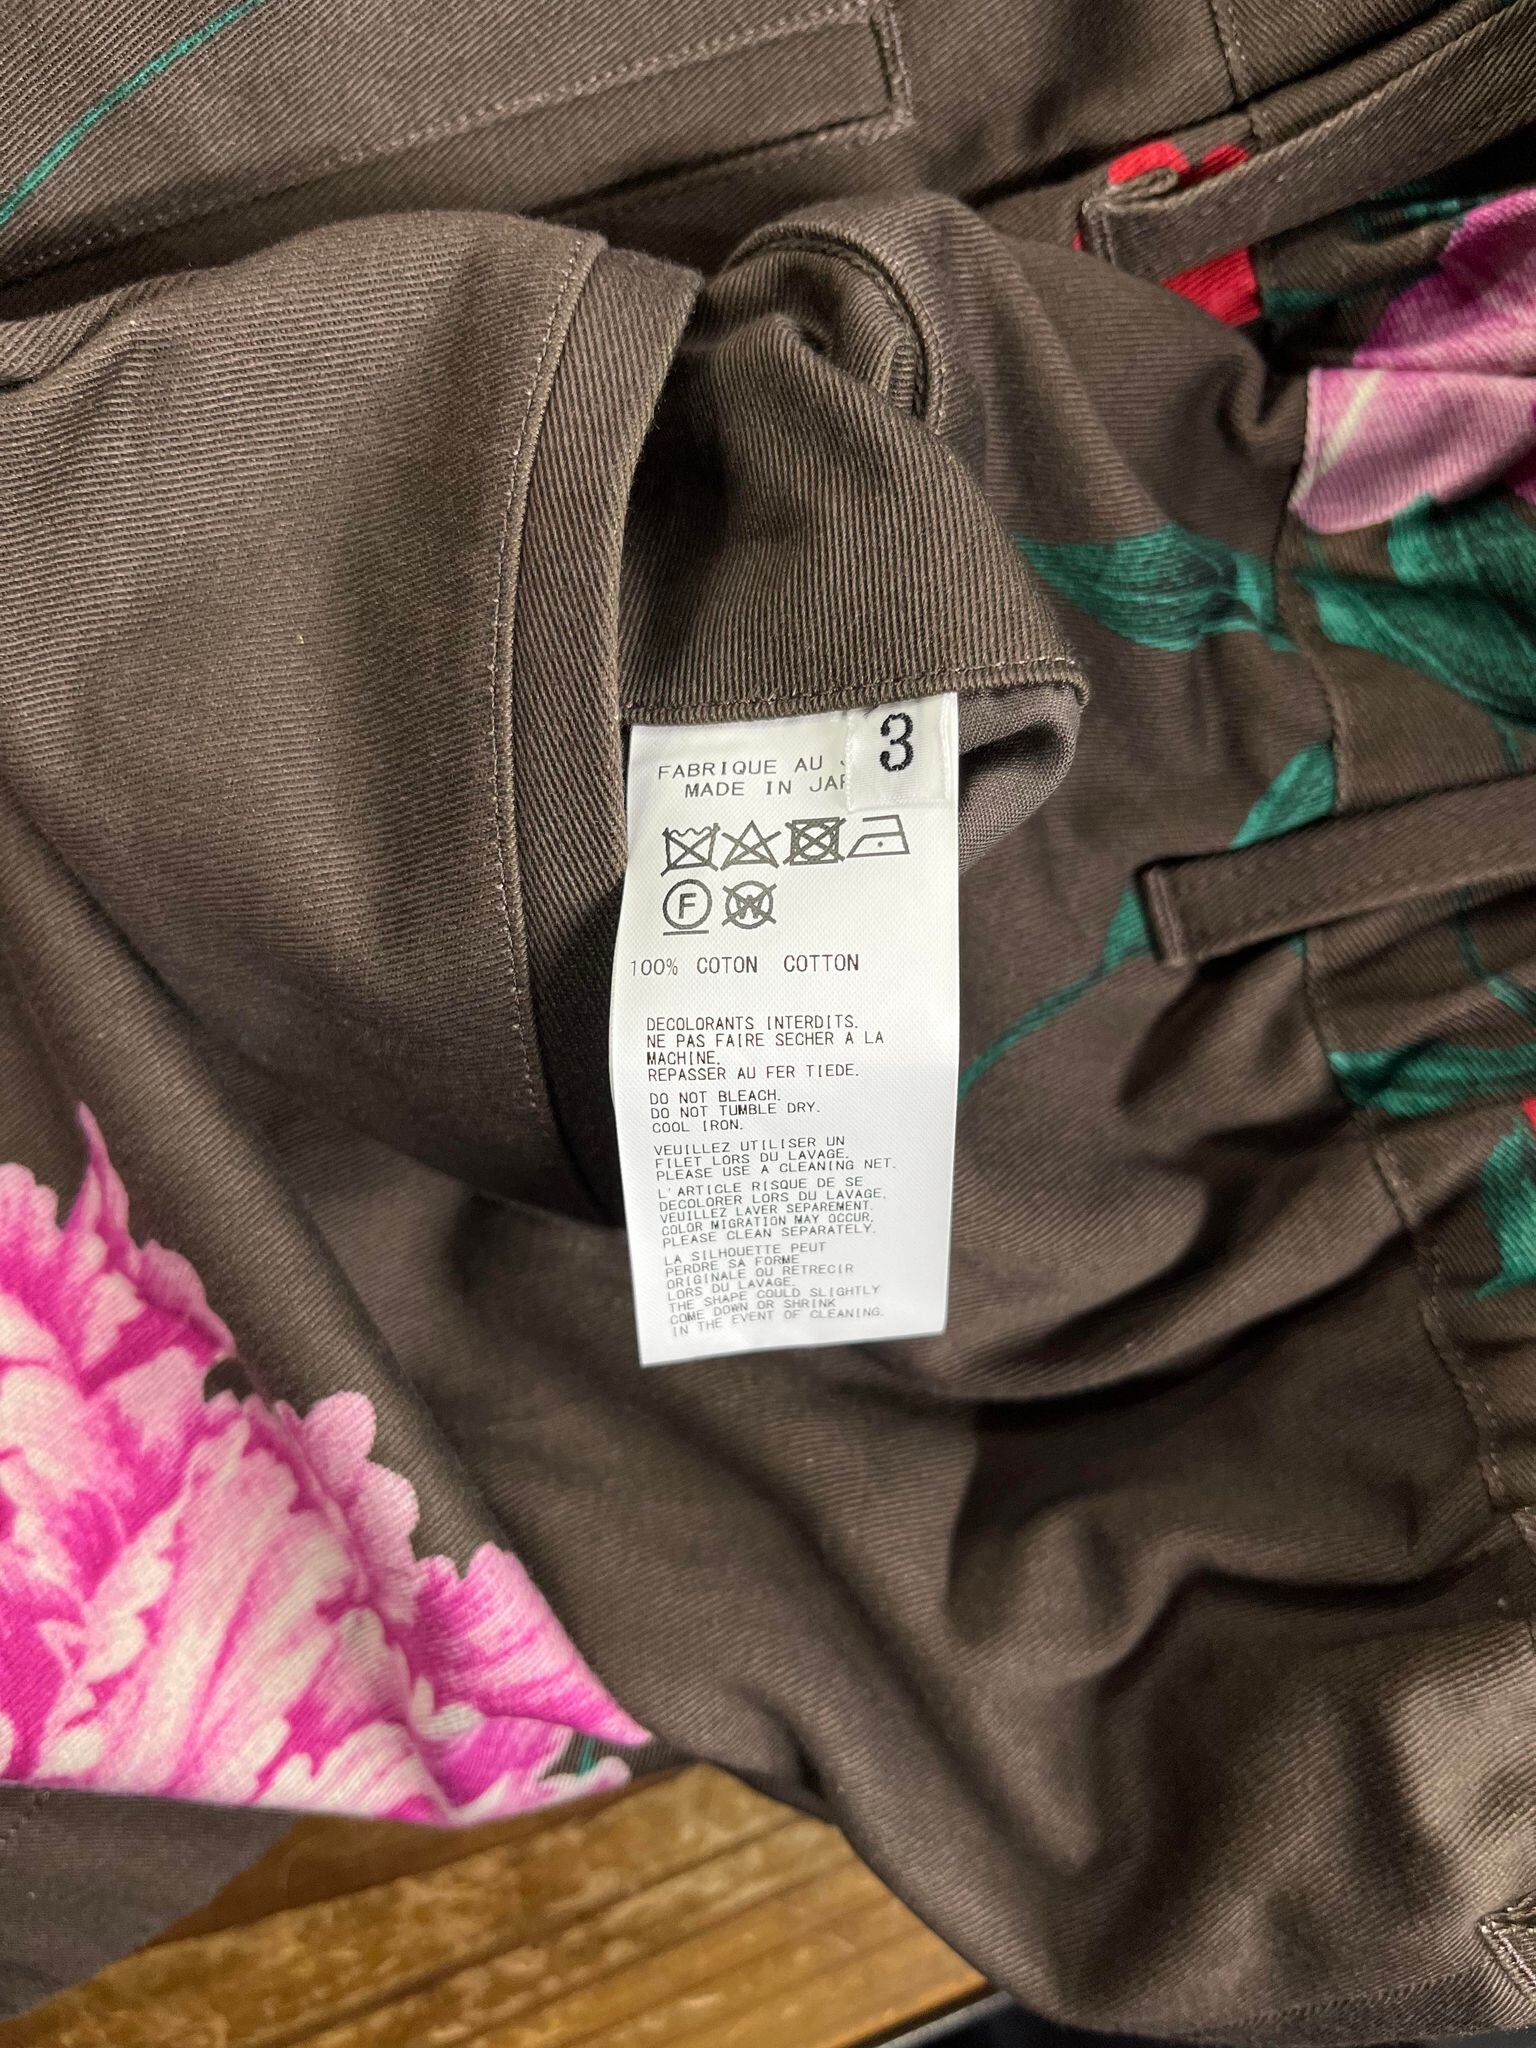 3
FABRIQUE AU
MADE IN
F
W
100% COTON COTTON
DECOLORANTS INTERDITS.
NE PAS FAIRE SECHER A LA
MACHINE.
REPASSER AU FER TIEDE.
DO NOT BLEACH.
DO NOT TUMBLE DRY.
COOL IRON.
VEUILLEZ UTILISER UN
FILET LORS DU LAVAGE.
PLEASE USE A CLEANING NET.
L'ARTICLE RISQUE DE SE
DECOLORER LORS DU LAVAGE.
VEUILLEZ LAVER SEPAREMENT.
COLOR MIGRATION MAY OCCUR,
PLEASE CLEAN SEPARATELY.
LA SILHOUETTE PEUT
PERDRE SA FORME
ORIGINALE OU RETRECIR
LORS DU LAVAGE.
THE SHAPE COULD SLIGHTLY
COME DOWN OR SHRINK
IN THE EVENT OF CLEANING.